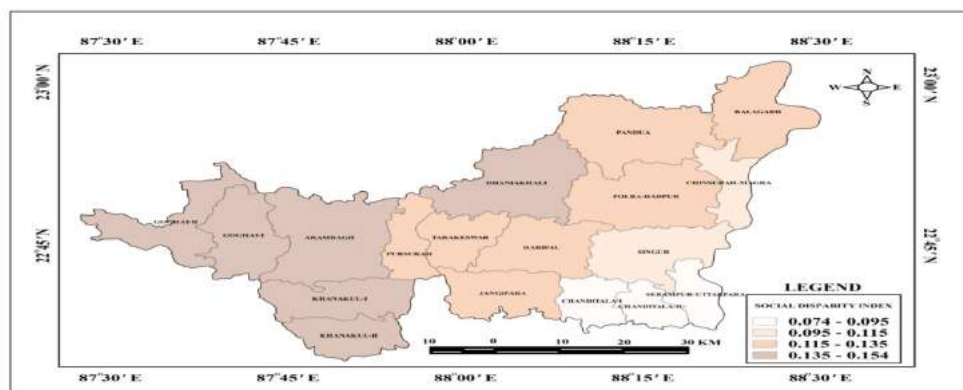 87°30' E 87°45' E 88°00' E 88°15' E 88°30' E
23°00' N
23°00' N
N
W E
S
BALAGARH
PANDUA
DHANIAKHALI
CHINSURAH-MAGRA
POLBA-DADPUR
GOGHAT-II
GOGHAT-I
ARAMBAGH
TARAKESWAR
HARIPAL
PURSURAH
SINGUR
22°45' N
22°45' N
JANGIPARA
KHANAKUL-I
CHANDITALA-I
SERAMPUR-UTTARPARA
CHANDITALA-II
KHANAKUL-II
LEGEND
SOCIAL DISPARITY INDEX
0.074 - 0.095
0.095 - 0.115
0.115 - 0.135
0.135 - 0.154
10 0 10 20 30 KM
87°30' E 87°45' E 88°00' E 88°15' E 88°30' E